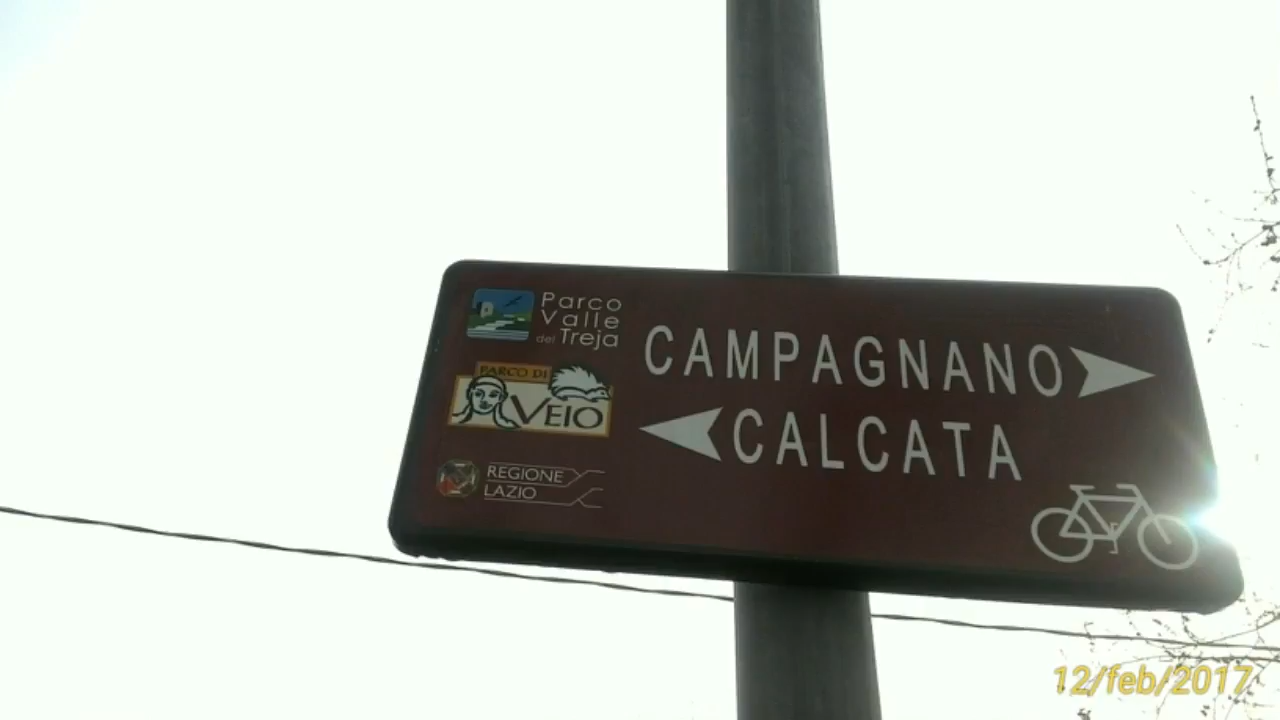 Parco
Valle
del Treja
PARCO DI
VEIO
REGIONE
LAZIO
CAMPAGNANO
CALCATA
12/feb/2017